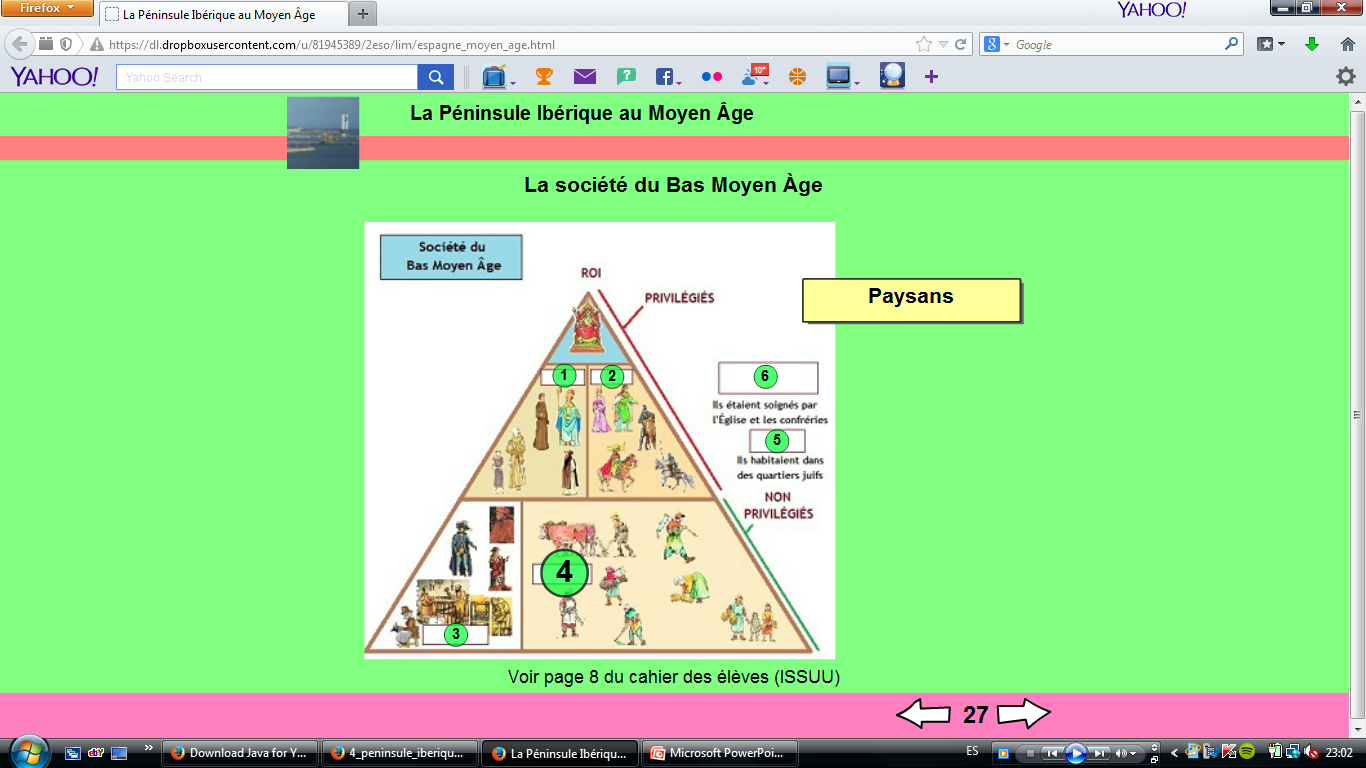 Firefox
La Péninsule Ibérique au Moyen Âge
YAHOO!
https://dl.dropboxusercontent.com/u/81945389/2eso/lim/espagne_moyen_age.html
Google
YAHOO!
Yahoo Search
10°
La Péninsule Ibérique au Moyen Âge
La société du Bas Moyen Àge
Société du
Bas Moyen Âge
ROI
PRIVILÉGIÉS
Paysans
1
2
6
Ils étaient soignés par
l'Église et les confréries
5
Ils habitaient dans
des quartiers juifs
NON
PRIVILÉGIÉS
4
3
Voir page 8 du cahier des élèves (ISSUU)
27
Download Java for Y...
4_peninsule_iberiqu...
La Péninsule Ibériqu...
Microsoft PowerPoi...
ES
23:02